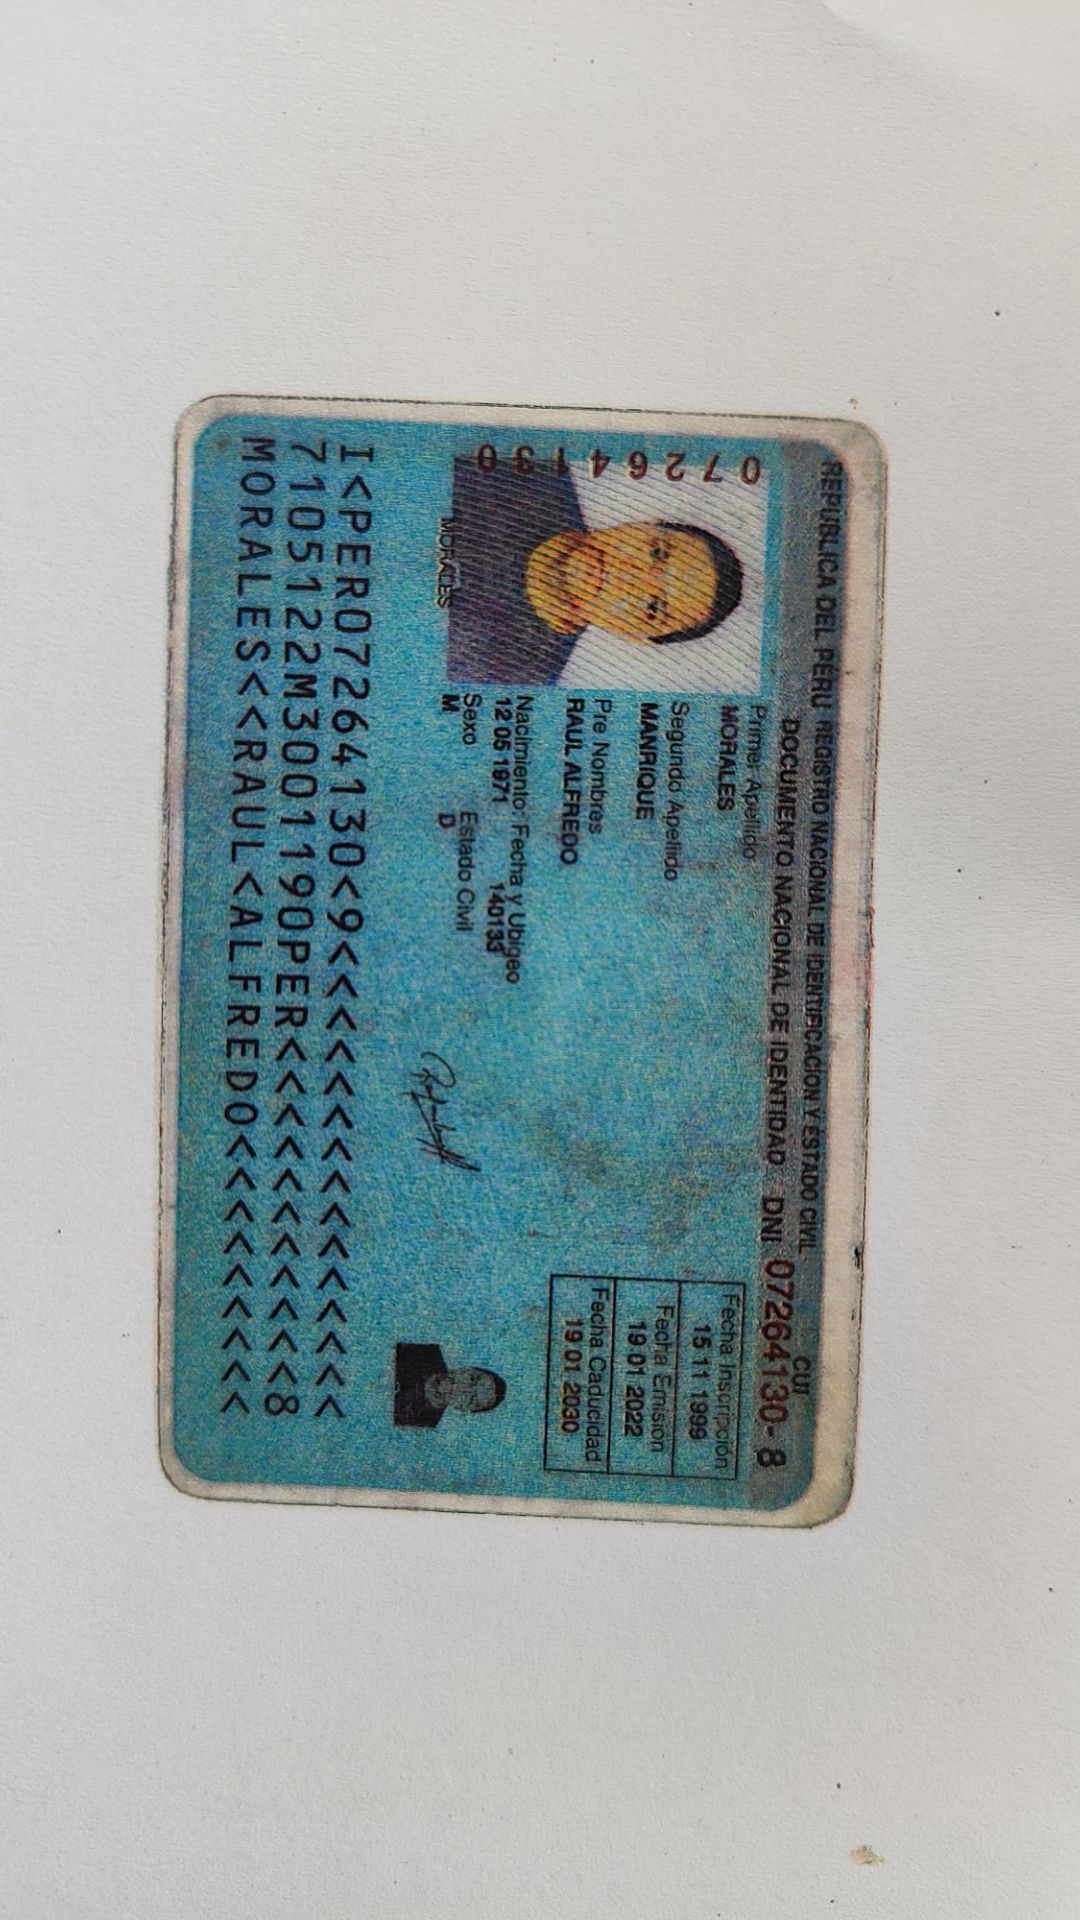 REPUBLICA DEL PERU REGISTRO NACIONAL DE IDENTIFICACION Y ESTADO CIVIL
CUI
DOCUMENTO NACIONAL DE IDENTIDAD DNI 07264130-8
07264130
MORALES
Primer Apellido
MORALES
Segundo Apellido
MANRIQUE
Pre Nombres
RAUL ALFREDO
Nacimiento: Fecha y Ubigeo
12 05 1971 140133
Sexo Estado Civil
M D
Fecha Inscripción
15 11 1999
Fecha Emisión
19 01 2022
Fecha Caducidad
19 01 2030
I<PER07264130<9<<<<<<<<<<<<<<<
7105122M3001190PER<<<<<<<<<<<8
MORALES<<RAUL<ALFREDO<<<<<<<<<